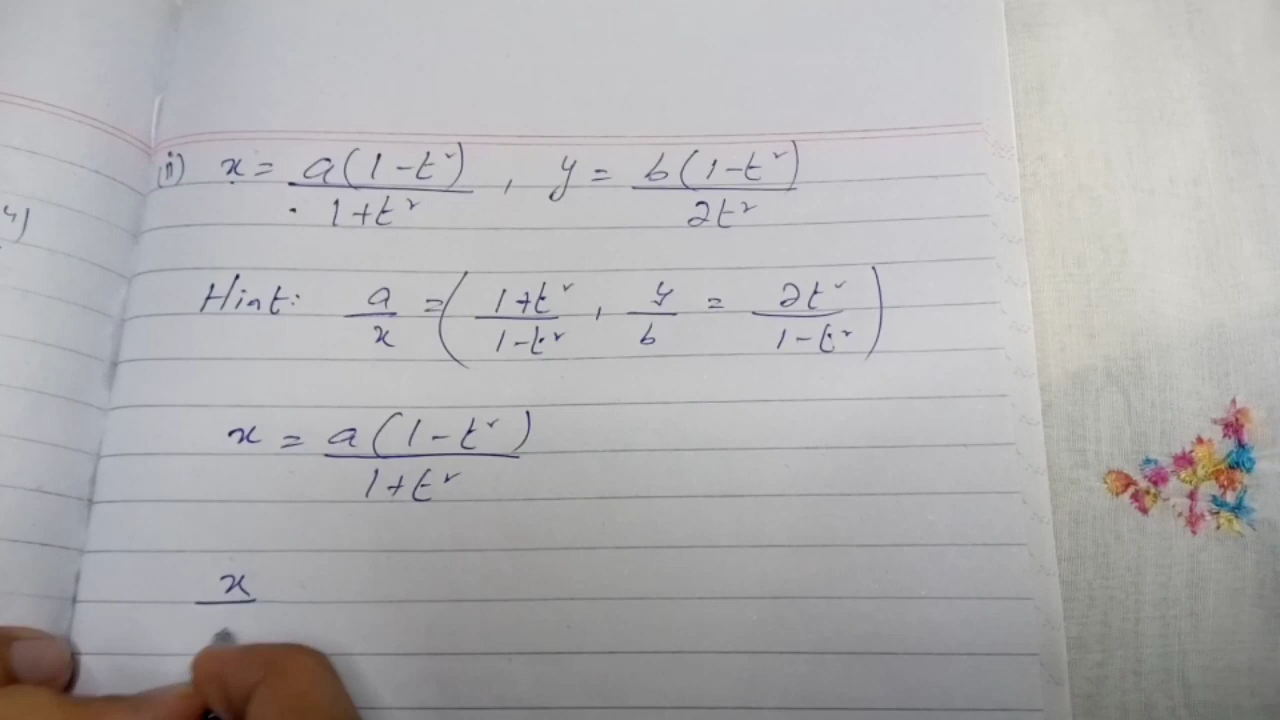 (ii) x = a(1-t²)/1+t² , y = b(1-t²)/2t²
Hint: a/x = (1+t²/1-t² , y/b = 2t²/1-t²)
x = a(1-t²)/1+t²
x